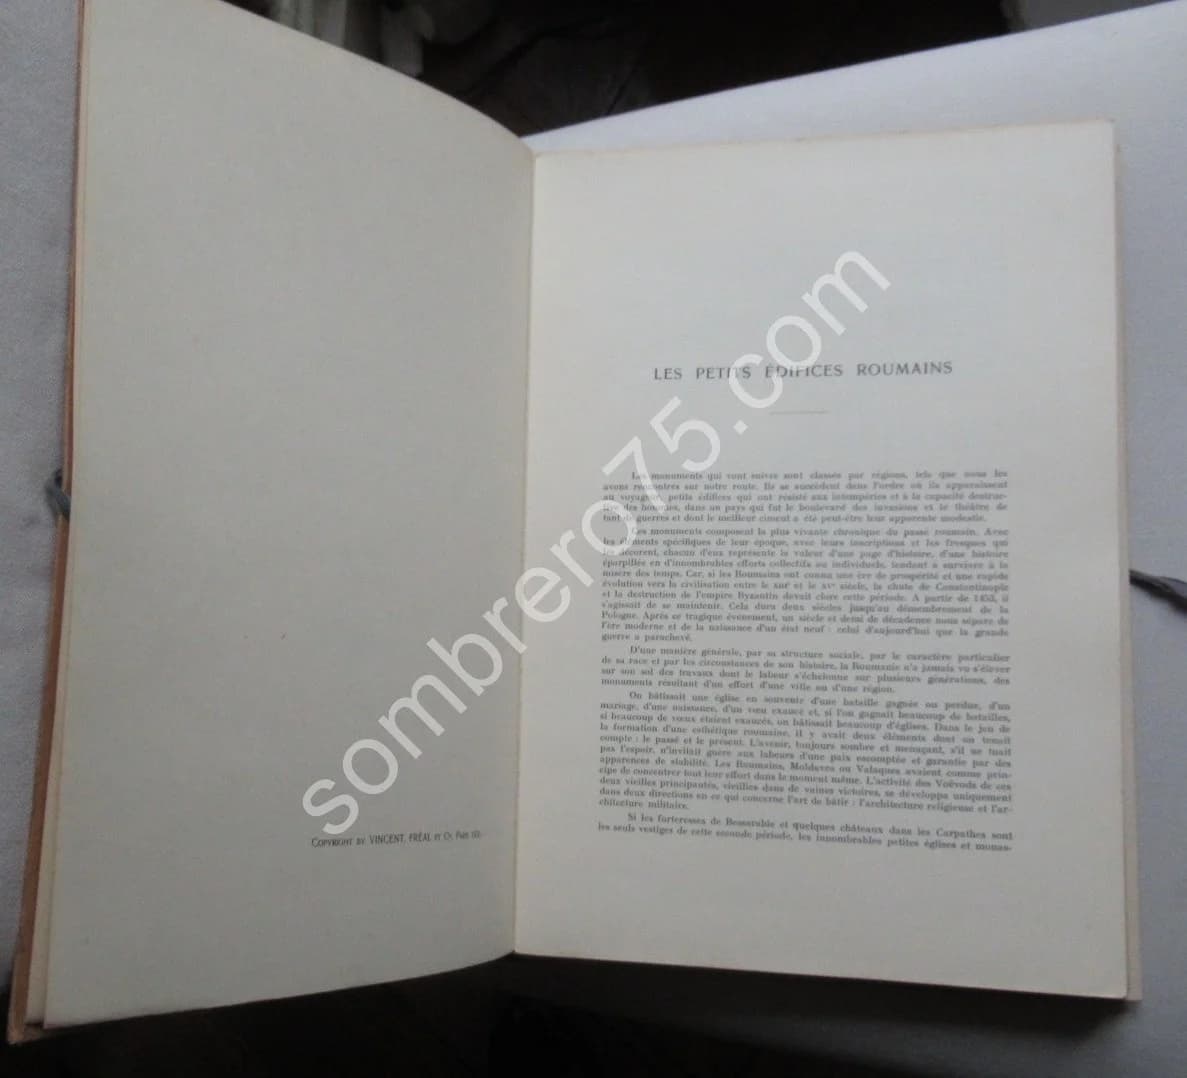 COPYRIGHT BY VINCENT, FRÉAL ET Cie, PARIS
LES PETITS ÉDIFICES ROUMAINS
Les monuments qui vont suivre sont classés par régions, tels que nous les
avons rencontrés sur notre route. Ils se succèdent dans l'ordre où ils apparaissent
au voyageur, petits édifices qui ont résisté aux intempéries et à la capacité destruc-
tive des hommes, dans un pays qui fut le boulevard des invasions et le théâtre de
tant de guerres et dont le meilleur ciment a été peut-être leur apparente modestie.
Ces monuments composent la plus vivante chronique du passé roumain. Avec
les éléments spécifiques de leur époque, avec leurs inscriptions et les fresques qui
les décorent, chacun d'eux représente la valeur d'une page d'histoire, d'une histoire
éparpillée en d'innombrables efforts collectifs ou individuels, tendant à survivre à la
misère des temps. Car, si les Roumains ont connu une ère de prospérité et une rapide
évolution vers la civilisation entre le XIIIe et le XVe siècle, la chute de Constantinople
et la destruction de l'empire Byzantin devait clore cette période. A partir de 1453, il
s'agissait de se maintenir. Cela dura deux siècles jusqu'au démembrement de la
Pologne. Après ce tragique événement, un siècle et demi de décadence nous sépare de
l'ère moderne et de la naissance d'un état neuf : celui d'aujourd'hui que la grande
guerre a parachevé.
D'une manière générale, par sa structure sociale, par le caractère particulier
de sa race et par les circonstances de son histoire, la Roumanie n'a jamais vu s'élever
sur son sol des travaux dont le labeur s'échelonne sur plusieurs générations, des
monuments résultant d'un effort d'une ville ou d'une région.
On bâtissait une église en souvenir d'une bataille gagnée ou perdue, d'un
mariage, d'une naissance, d'un vœu exaucé et, si l'on gagnait beaucoup de batailles,
si beaucoup de vœux étaient exaucés, on bâtissait beaucoup d'églises. Dans le jeu de
la formation d'une esthétique roumaine, il y avait deux éléments dont on tenait
compte : le passé et le présent. L'avenir, toujours sombre et menaçant, s'il ne tuait
pas l'espoir, n'invitait guère aux labeurs d'une paix escomptée et garantie par des
apparences de stabilité. Les Roumains, Moldaves ou Valaques avaient comme prin-
cipe de concentrer tout leur effort dans le moment même. L'activité des Voévods de ces
deux vieilles principautés, vieilles dans de vaines victoires, se développa uniquement
dans deux directions en ce qui concerne l'art de bâtir : l'architecture religieuse et l'ar-
chitecture militaire.
Si les forteresses de Bessarabie et quelques châteaux dans les Carpathes sont
les seuls vestiges de cette seconde période, les innombrables petites églises et monas-
sombrero75.com